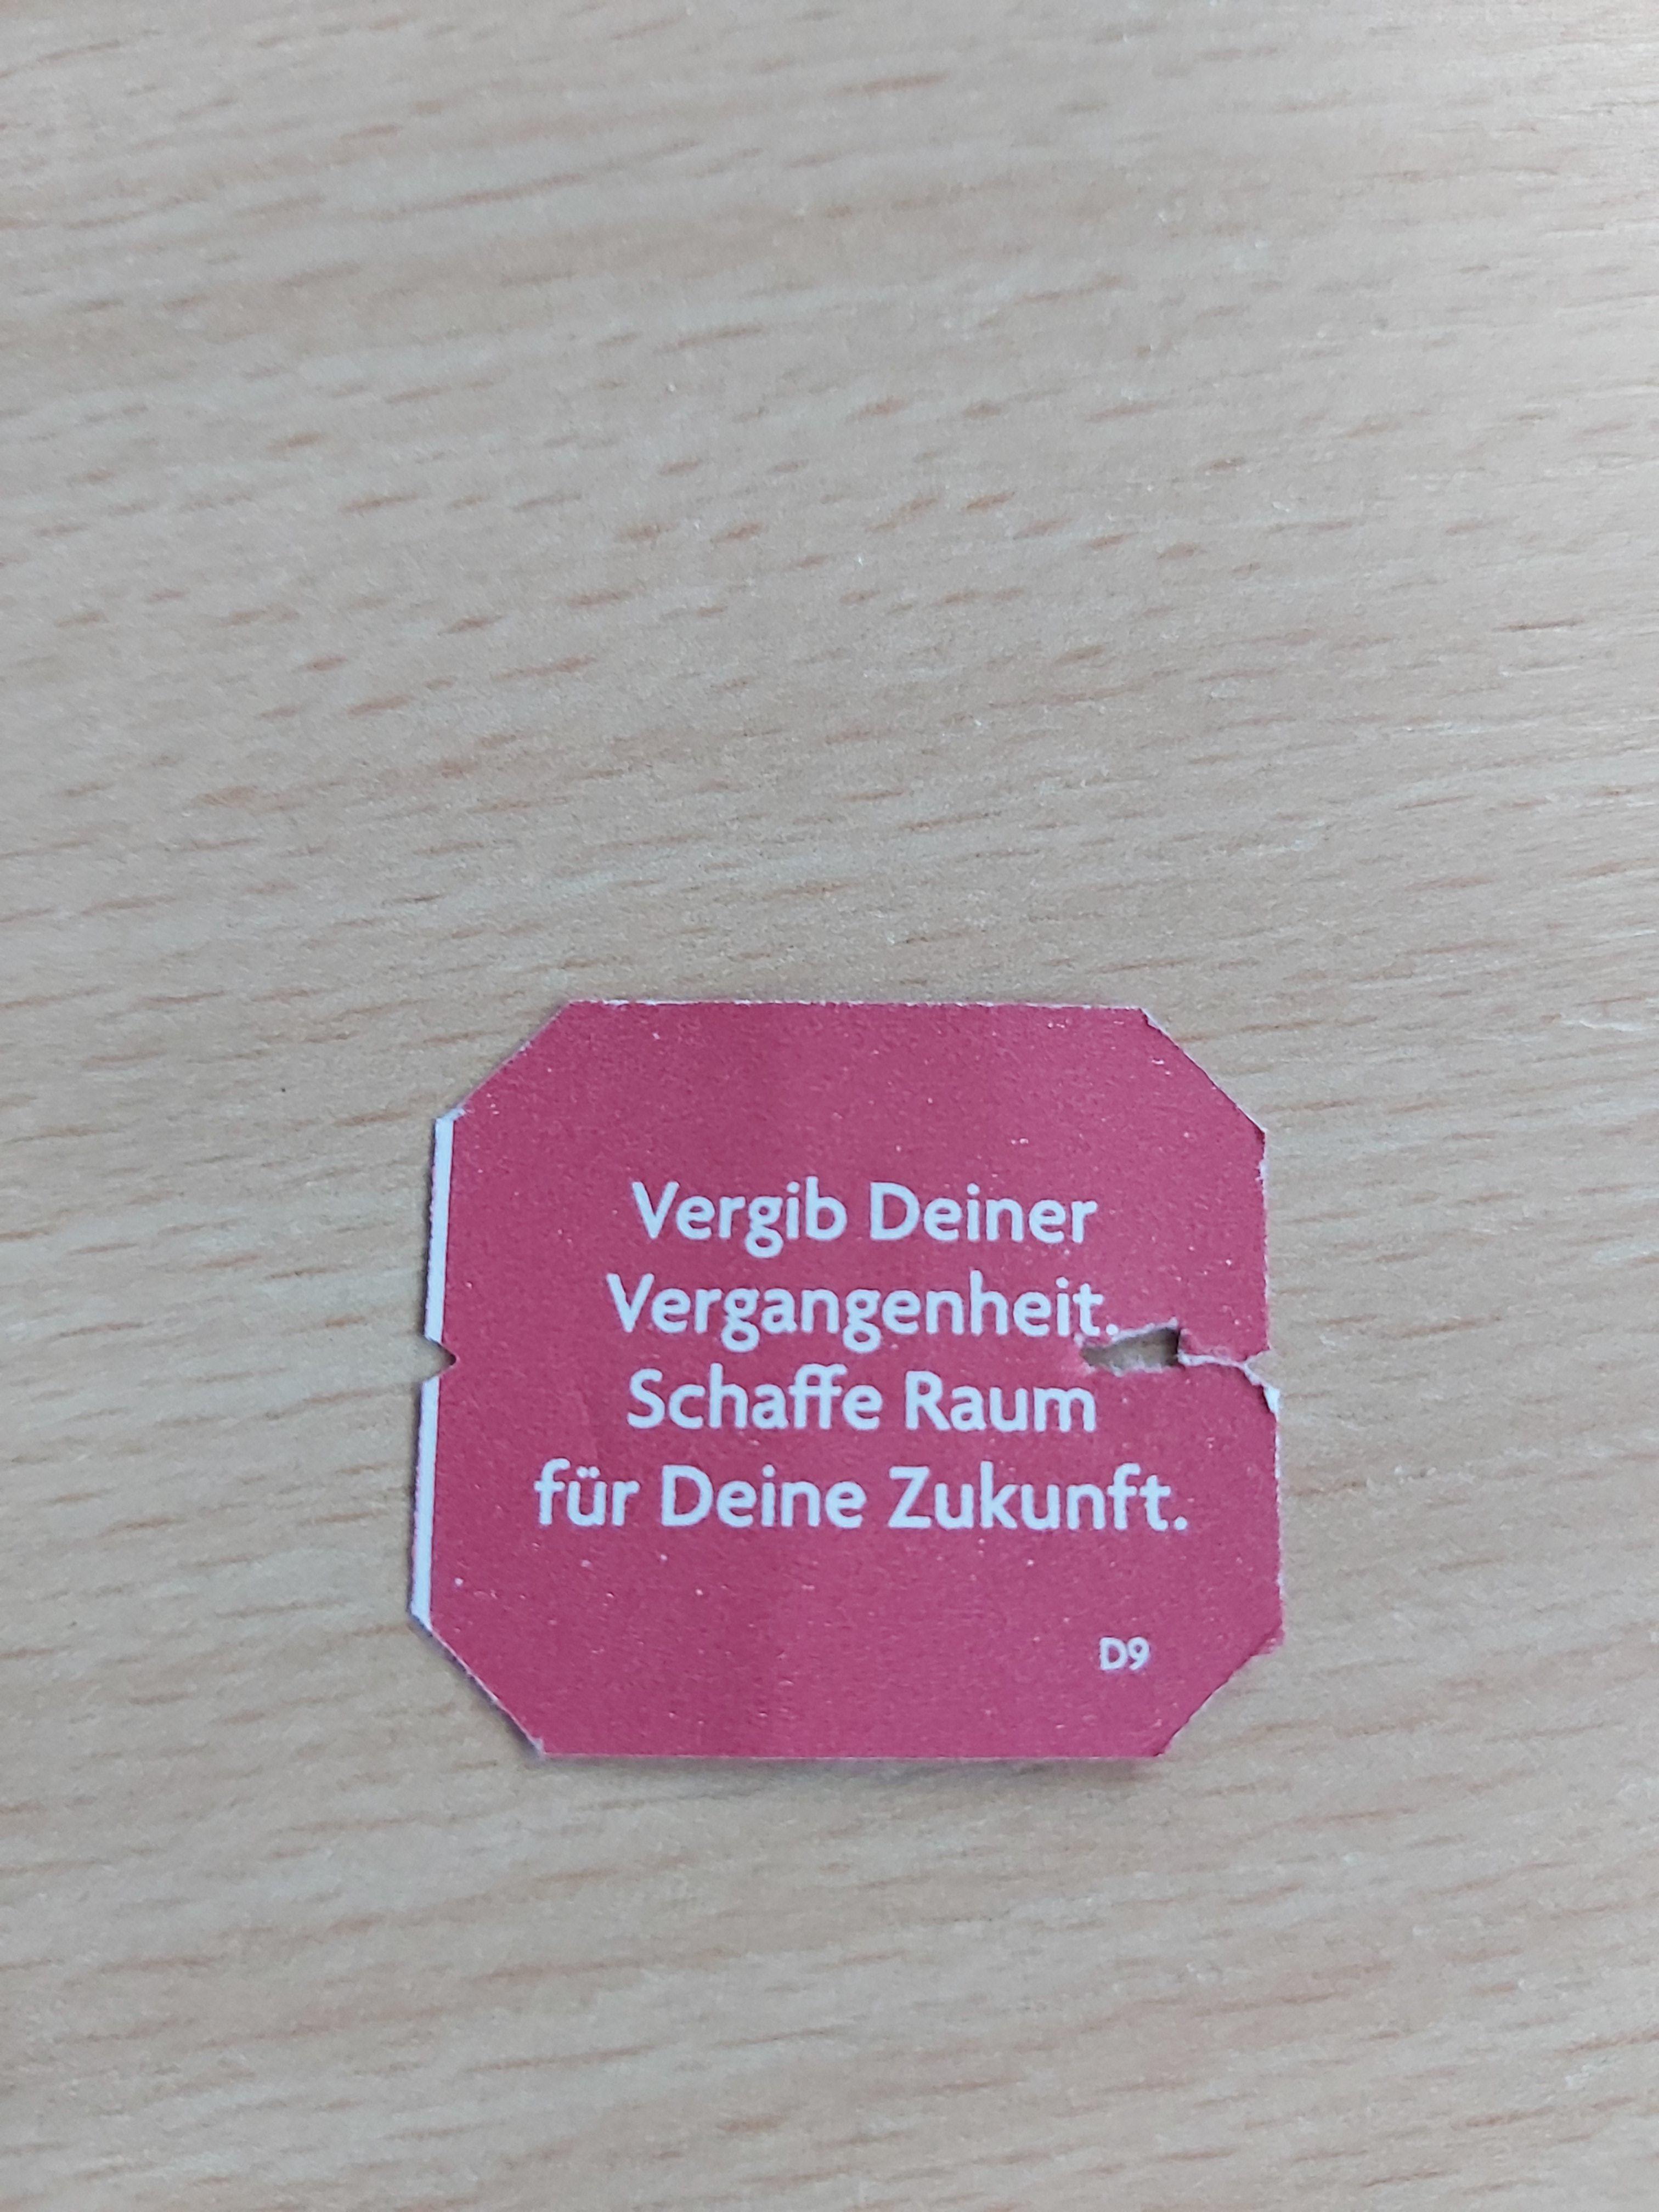 Vergib Deiner
Vergangenheit.
Schaffe Raum
für Deine Zukunft.
D9